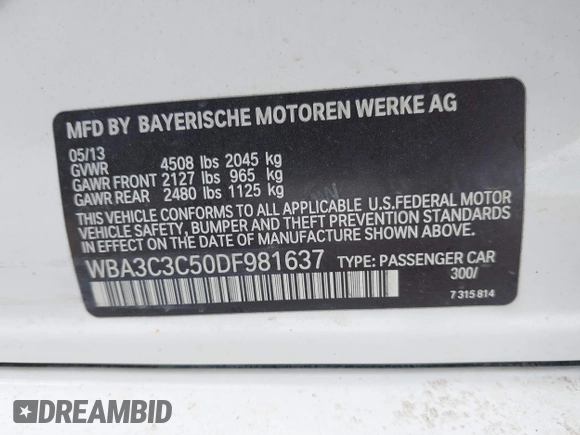 MFD BY BAYERISCHE MOTOREN WERKE AG
05/13
GVWR 4508 lbs 2045 kg
GAWR FRONT 2127 lbs 965 kg
GAWR REAR 2480 lbs 1125 kg
THIS VEHICLE CONFORMS TO ALL APPLICABLE U.S.FEDERAL MOTOR
VEHICLE SAFETY, BUMPER AND THEFT PREVENTION STANDARDS
IN EFFECT ON THE DATE OF MANUFACTURE SHOWN ABOVE.
WBA3C3C50DF981637 TYPE: PASSENGER CAR
300/
7 315 814
DREAMBID